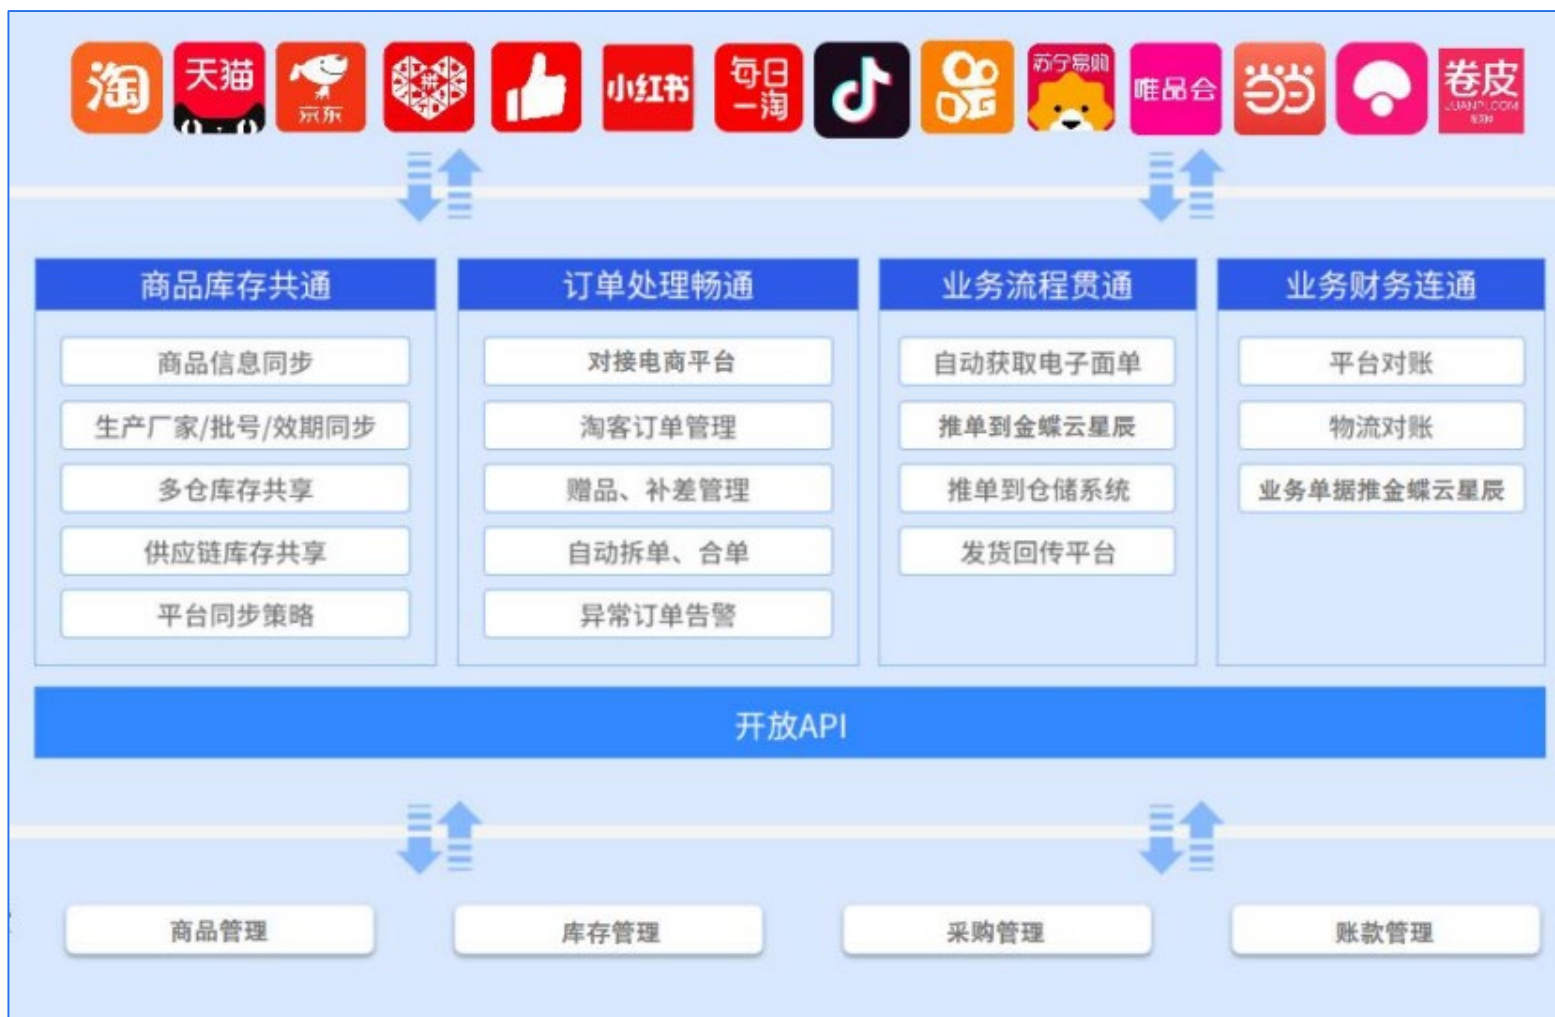 淘
天猫
京东
拼
小红书
每日
一淘
苏宁易购
唯品会
当当
卷皮
JUANPI.COM
商品库存共通
订单处理畅通
业务流程贯通
业务财务连通
商品信息同步
对接电商平台
自动获取电子面单
平台对账
生产厂家/批号/效期同步
淘客订单管理
推单到金蝶云星辰
物流对账
多仓库存共享
赠品、补差管理
推单到仓储系统
业务单据推金蝶云星辰
供应链库存共享
自动拆单、合单
发货回传平台
平台同步策略
异常订单告警
开放API
商品管理
库存管理
采购管理
账款管理